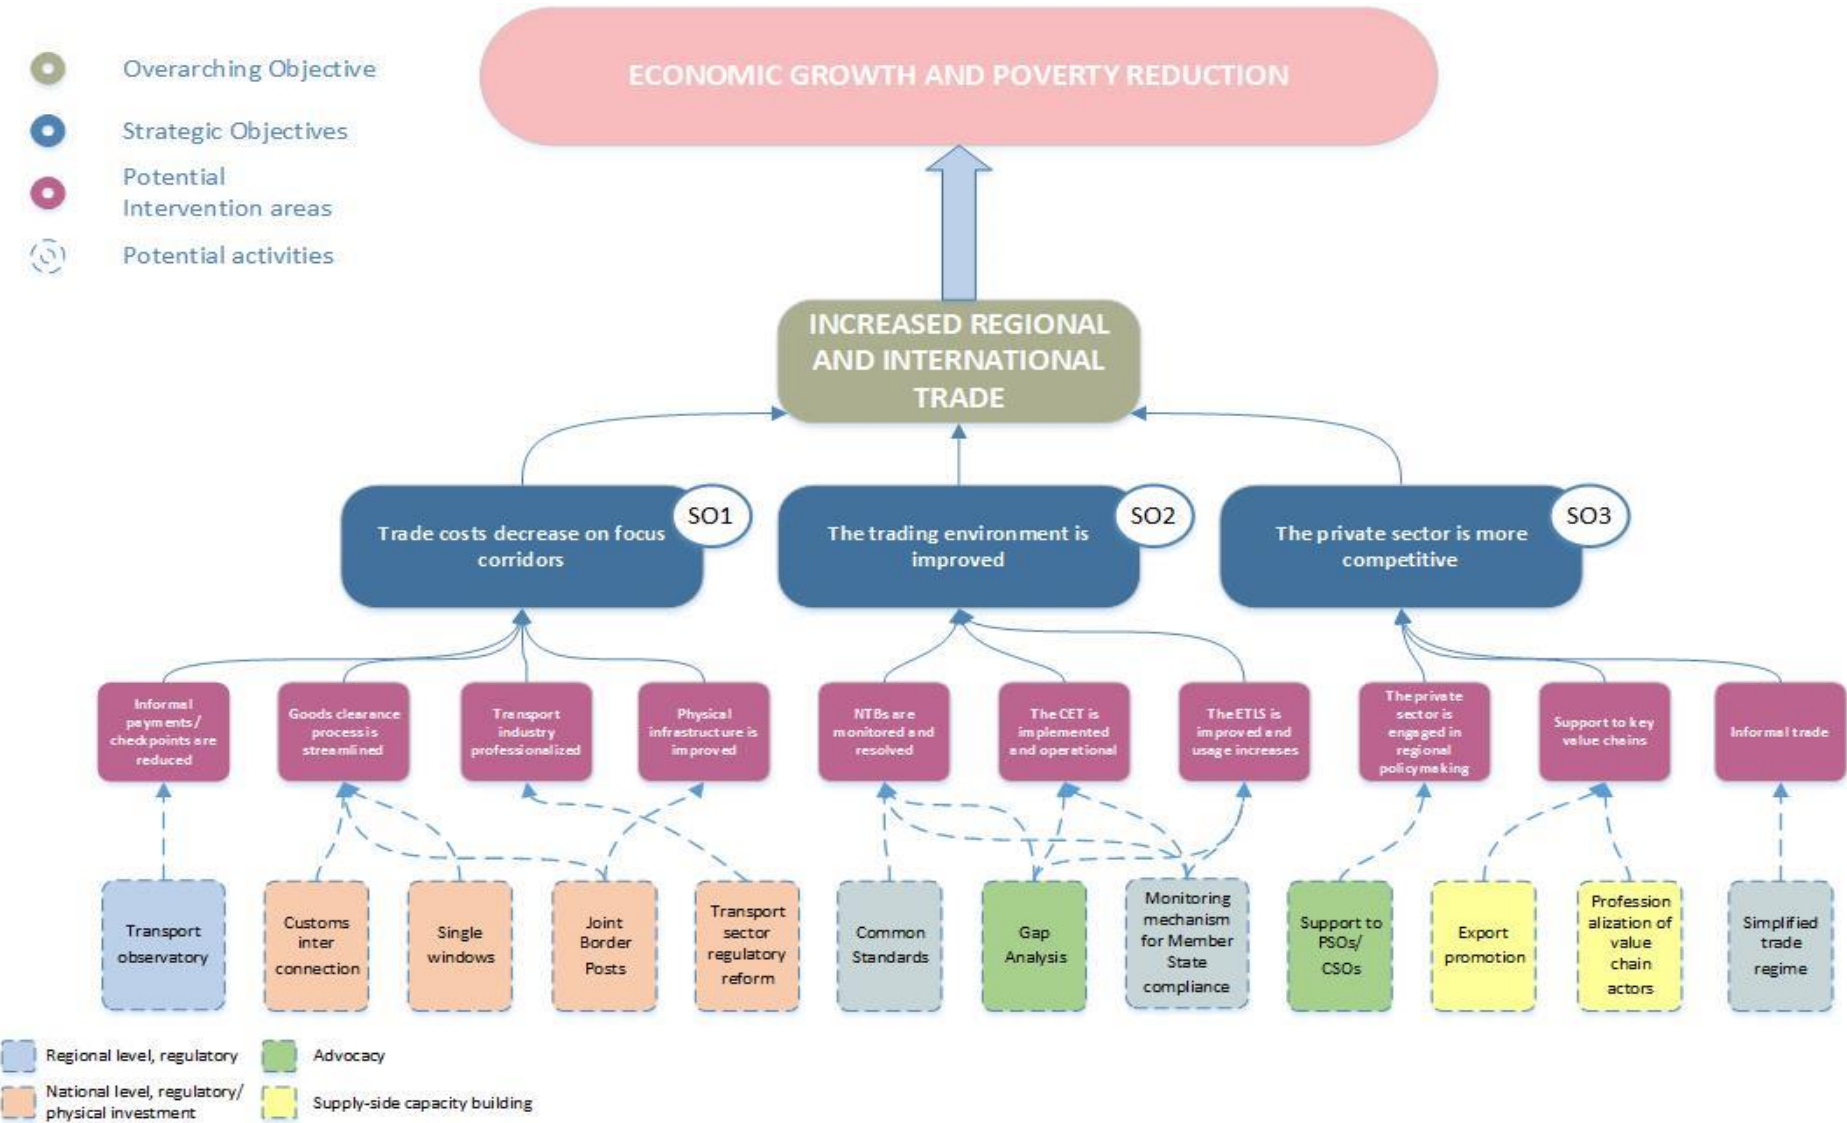 ECONOMIC GROWTH AND POVERTY REDUCTION
Overarching Objective
Strategic Objectives
Potential
Intervention areas
Potential activities
INCREASED REGIONAL
AND INTERNATIONAL
TRADE
SO1
Trade costs decrease on focus
corridors
SO2
The trading environment is
improved
SO3
The private sector is more
competitive
Informal
payments/
checkpoints are
reduced
Goods clearance
process is
streamlined
Transport
industry
professionalized
Physical
infrastructure is
improved
NTBs are
monitored and
resolved
The CET is
implemented
and operational
The ETLS is
improved and
usage increases
The private
sector is
engaged in
regional
policymaking
Support to key
value chains
Informal trade
Transport
observatory
Customs
inter
connection
Single
windows
Joint
Border
Posts
Transport
sector
regulatory
reform
Common
Standards
Gap
Analysis
Monitoring
mechanism
for Member
State
compliance
Support to
PSOs/
CSOs
Export
promotion
Profession
alization of
value
chain
actors
Simplified
trade
regime
Regional level, regulatory
Advocacy
National level, regulatory/
physical investment
Supply-side capacity building